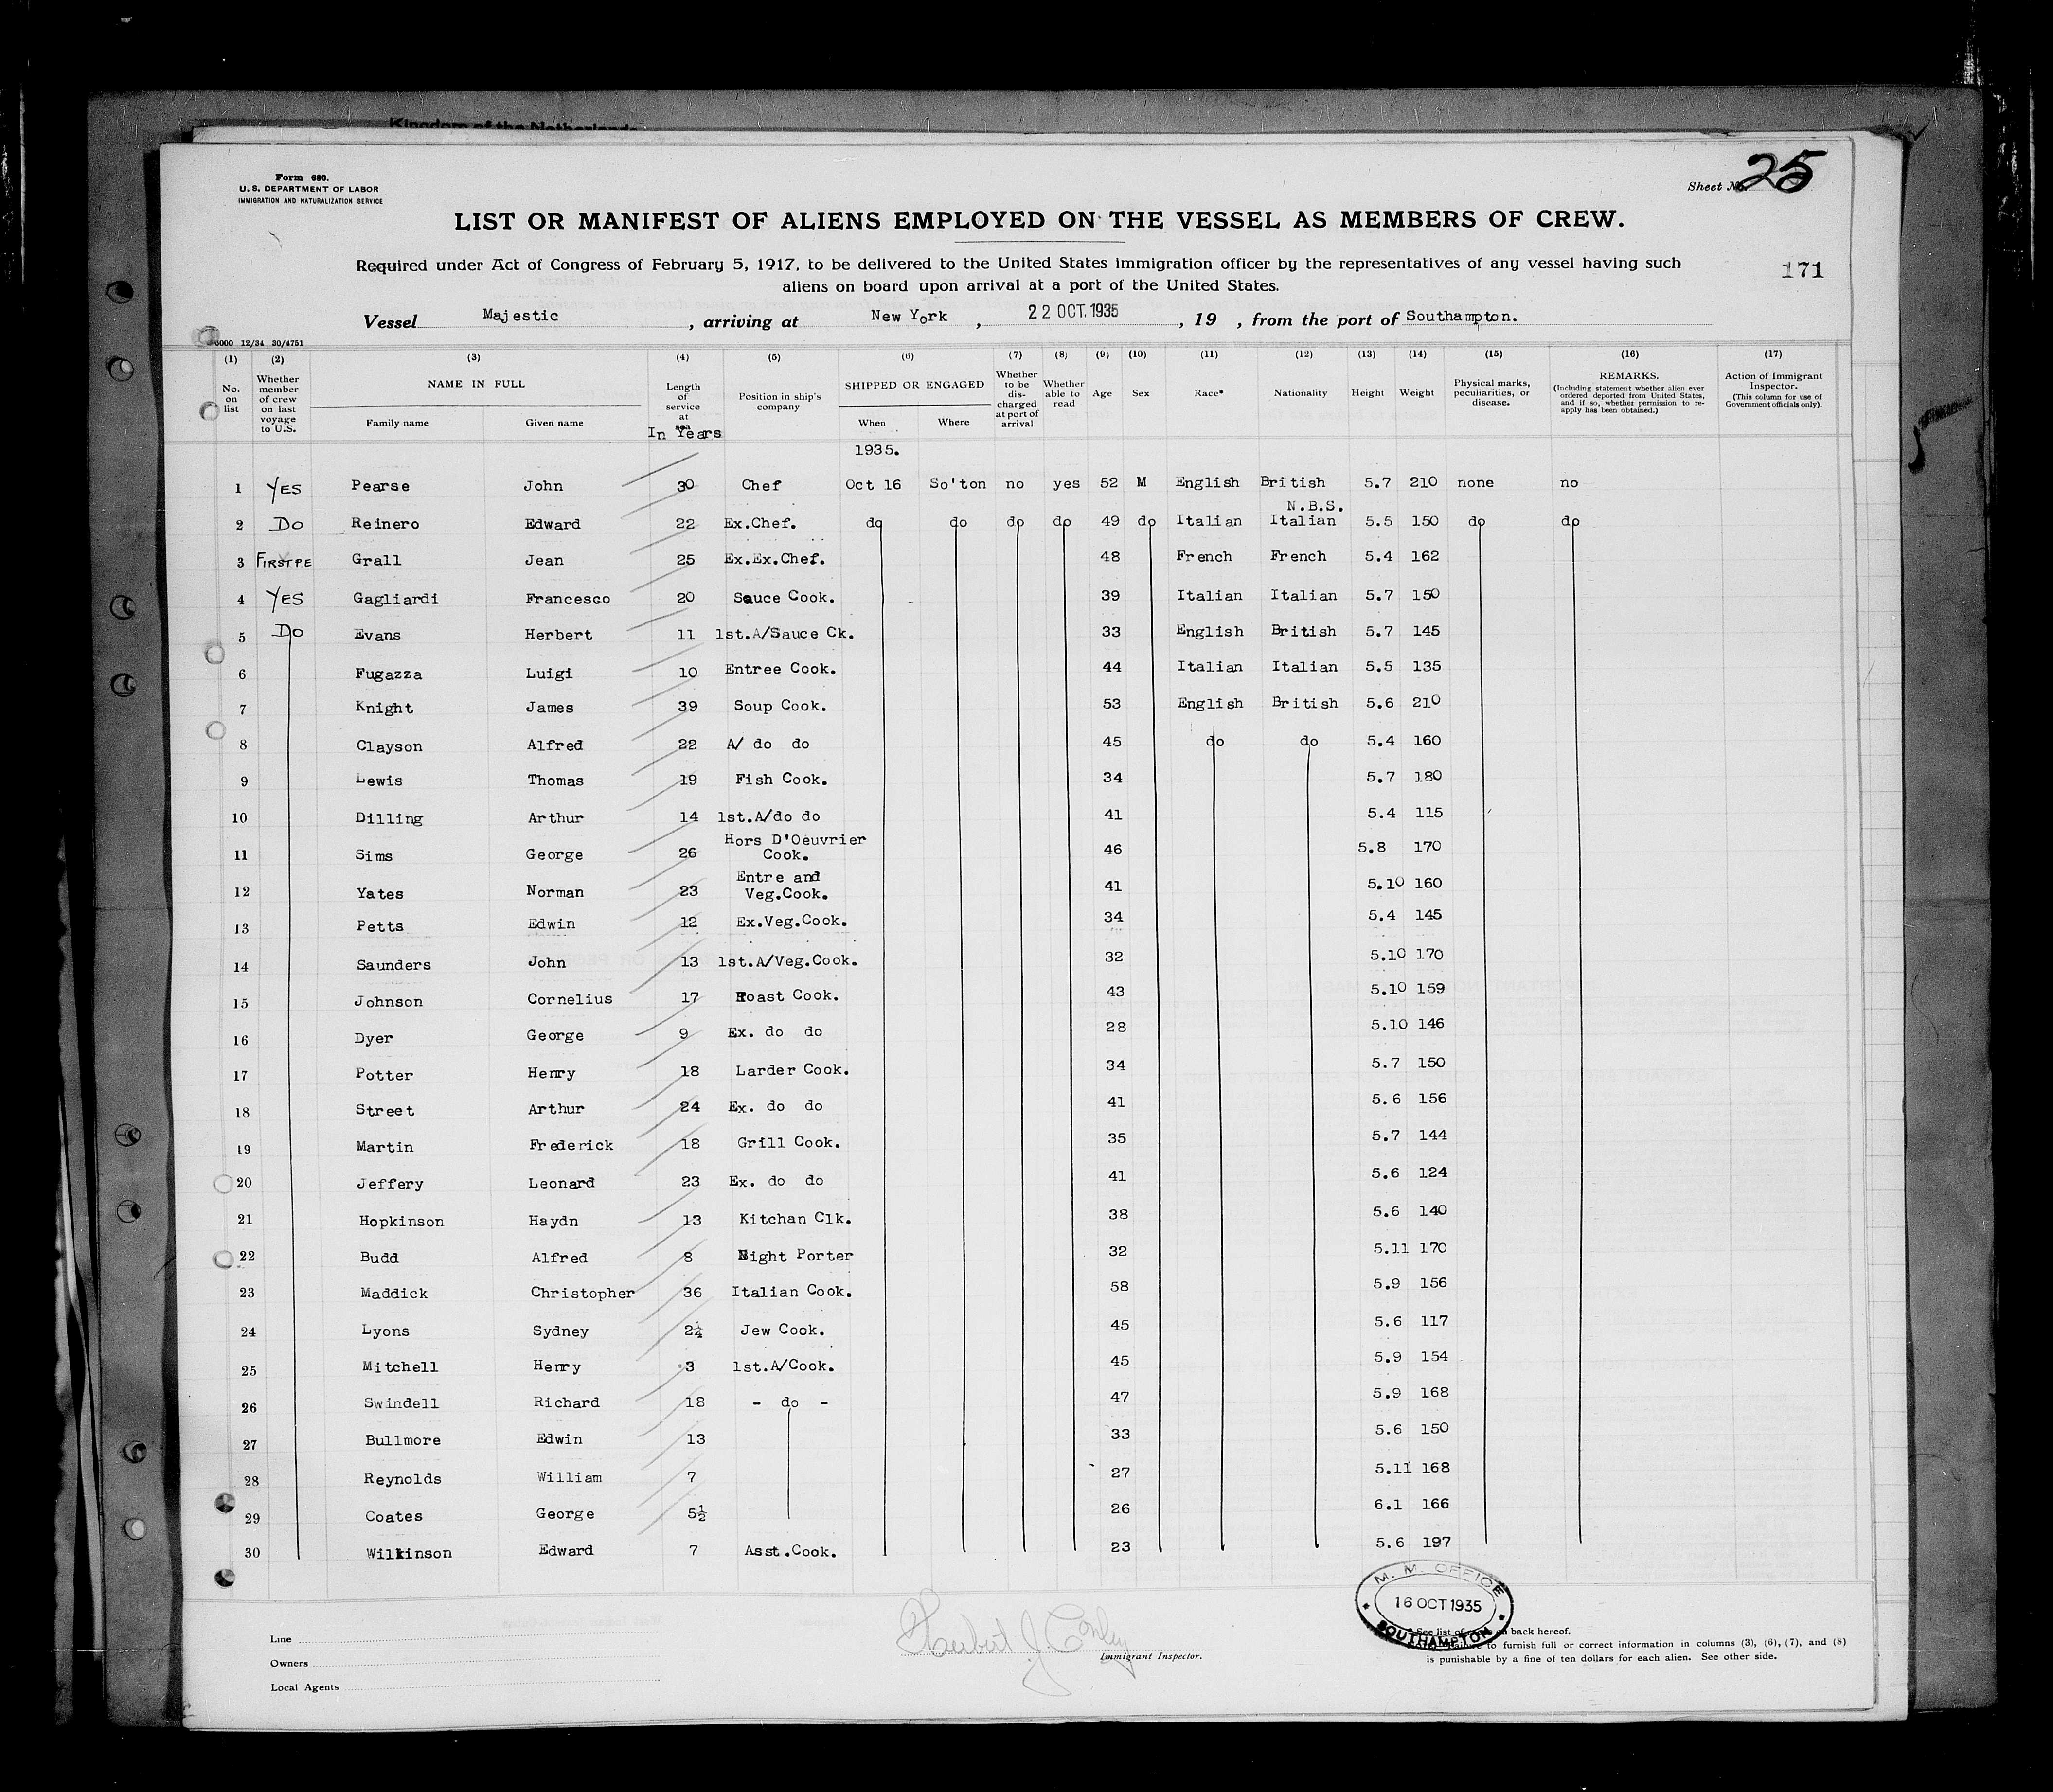 Kingdom of the Netherlands
Form 680.
U. S. DEPARTMENT OF LABOR
IMMIGRATION AND NATURALIZATION SERVICE
Sheet No. 25
LIST OR MANIFEST OF ALIENS EMPLOYED ON THE VESSEL AS MEMBERS OF CREW.
Required under Act of Congress of February 5, 1917, to be delivered to the United States immigration officer by the representatives of any vessel having such
aliens on board upon arrival at a port of the United States.
171
Vessel Majestic, arriving at New York, 22 OCT. 1935, 19 , from the port of Southampton.
6000 12/34 30/4751
(1) (2) (3) (4) (5) (6) (7) (8) (9) (10) (11) (12) (13) (14) (15) (16) (17)
No. on list
Whether member of crew on last voyage to U.S.
NAME IN FULL
Family name Given name
Length of service at sea
In Years
Position in ship's company
SHIPPED OR ENGAGED
When Where
Whether to be discharged at port of arrival
Whether able to read
Age
Sex
Race*
Nationality
Height
Weight
Physical marks, peculiarities, or disease.
REMARKS.
(Including statement whether alien ever ordered deported from United States, and if so, whether permission to reapply has been obtained.)
Action of Immigrant Inspector.
(This column for use of Government officials only).
1935.
1 YES Pearse John 30 Chef Oct 16 So'ton no yes 52 M English British 5.7 210 none no
N.B.S.
2 Do Reinero Edward 22 Ex.Chef. do do do do 49 do Italian Italian 5.5 150 do do
3 Grall Jean 25 Ex.Ex.Chef. 48 French French 5.4 162
4 YES Gagliardi Francesco 20 Sauce Cook. 39 Italian Italian 5.7 150
5 Do Evans Herbert 11 1st.A/Sauce Ck. 33 English British 5.7 145
6 Fugazza Luigi 10 Entree Cook. 44 Italian Italian 5.5 135
7 Knight James 39 Soup Cook. 53 English British 5.6 210
8 Clayson Alfred 22 A/ do do 45 do do 5.4 160
9 Lewis Thomas 19 Fish Cook. 34 5.7 180
10 Dilling Arthur 14 1st.A/do do 41 5.4 115
11 Sims George 26 Hors D'Oeuvrier Cook. 46 5.8 170
12 Yates Norman 23 Entre and Veg.Cook. 41 5.10 160
13 Petts Edwin 12 Ex.Veg.Cook. 34 5.4 145
14 Saunders John 13 1st.A/Veg.Cook. 32 5.10 170
15 Johnson Cornelius 17 Roast Cook. 43 5.10 159
16 Dyer George 9 Ex. do do 28 5.10 146
17 Potter Henry 18 Larder Cook. 34 5.7 150
18 Street Arthur 24 Ex. do do 41 5.6 156
19 Martin Frederick 18 Grill Cook. 35 5.7 144
20 Jeffery Leonard 23 Ex. do do 41 5.6 124
21 Hopkinson Haydn 13 Kitchan Clk. 38 5.6 140
22 Budd Alfred 8 Night Porter 32 5.11 170
23 Maddick Christopher 36 Italian Cook. 58 5.9 156
24 Lyons Sydney 2¼ Jew Cook. 45 5.6 117
25 Mitchell Henry 3 1st.A/Cook. 45 5.9 154
26 Swindell Richard 18 - do - 47 5.9 168
27 Bullmore Edwin 13 33 5.6 150
28 Reynolds William 7 27 5.11 168
29 Coates George 5½ 26 6.1 166
30 Wilkinson Edward 7 Asst.Cook. 23 5.6 197
Line
Owners
Local Agents
Herbert J Conley
Immigrant Inspector.
M. M. OFFICE
16 OCT 1935
SOUTHAMPTON
* See list of on back hereof.
to furnish full or correct information in columns (3), (6), (7), and (8)
is punishable by a fine of ten dollars for each alien. See other side.